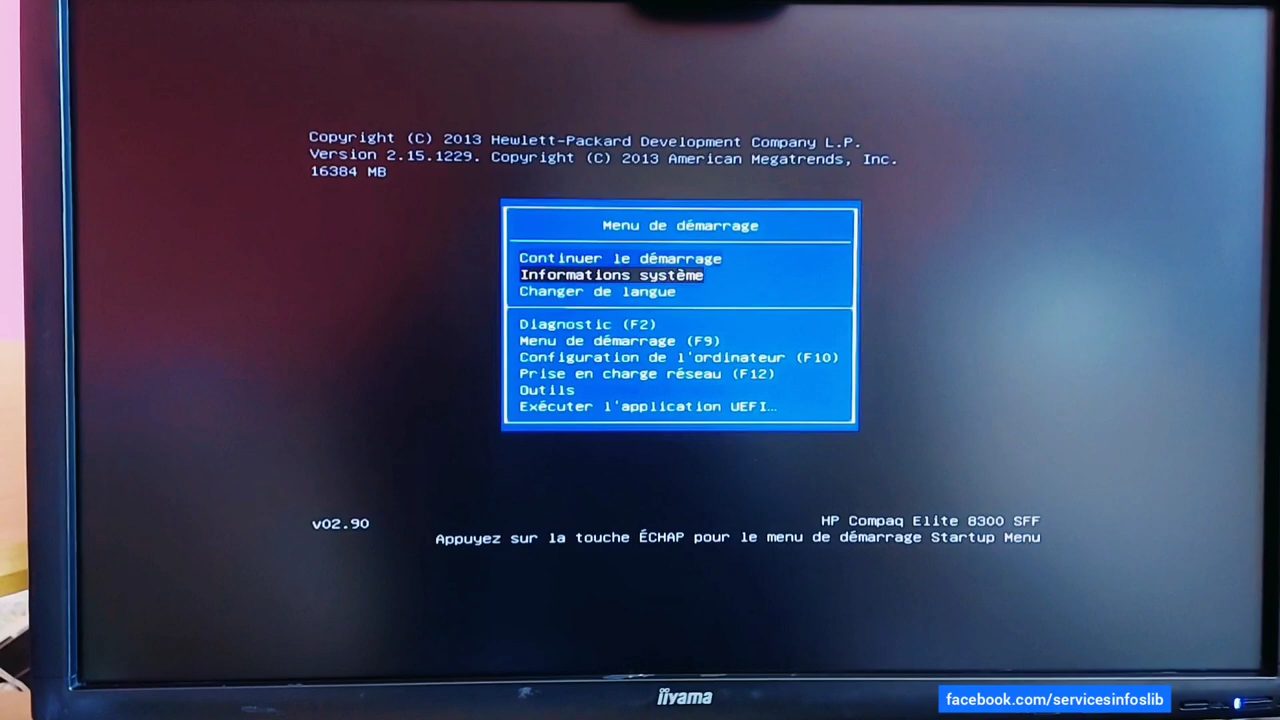 Copyright (C) 2013 Hewlett-Packard Development Company L.P.
Version 2.15.1229. Copyright (C) 2013 American Megatrends, Inc.
16384 MB
Menu de démarrage
Continuer le démarrage
Informations système
Changer de langue
Diagnostic (F2)
Menu de démarrage (F9)
Configuration de l'ordinateur (F10)
Prise en charge réseau (F12)
Outils
Exécuter l'application UEFI…
v02.90
HP Compaq Elite 8300 SFF
Appuyez sur la touche ÉCHAP pour le menu de démarrage Startup Menu
iiyama
facebook.com/servicesinfoslib